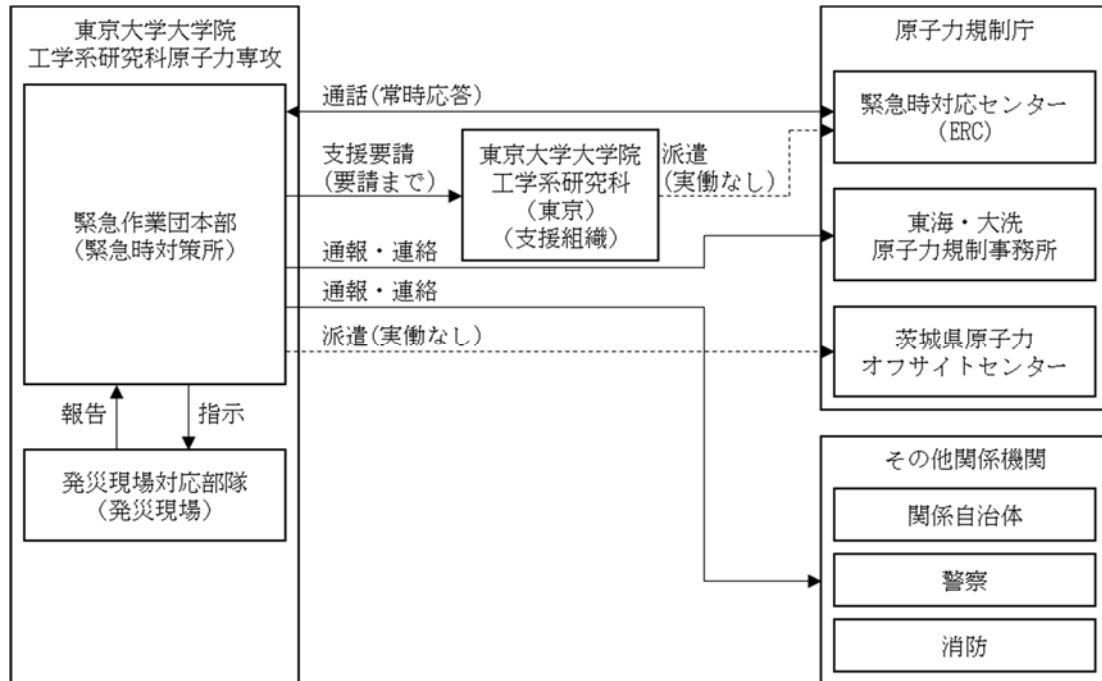 東京大学大学院
工学系研究科原子力専攻
緊急作業団本部
(緊急時対策所)
報告
指示
発災現場対応部隊
(発災現場)
通話(常時応答)
支援要請
(要請まで)
東京大学大学院
工学系研究科
(東京)
(支援組織)
派遣
(実働なし)
通報・連絡
通報・連絡
派遣(実働なし)
原子力規制庁
緊急時対応センター
(ERC)
東海・大洗
原子力規制事務所
茨城県原子力
オフサイトセンター
その他関係機関
関係自治体
警察
消防